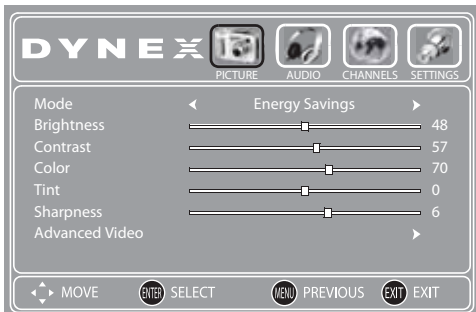 DYNEX
PICTURE AUDIO CHANNELS SETTINGS
Mode Energy Savings
Brightness 48
Contrast 57
Color 70
Tint 0
Sharpness 6
Advanced Video
MOVE ENTER SELECT MENU PREVIOUS EXIT EXIT